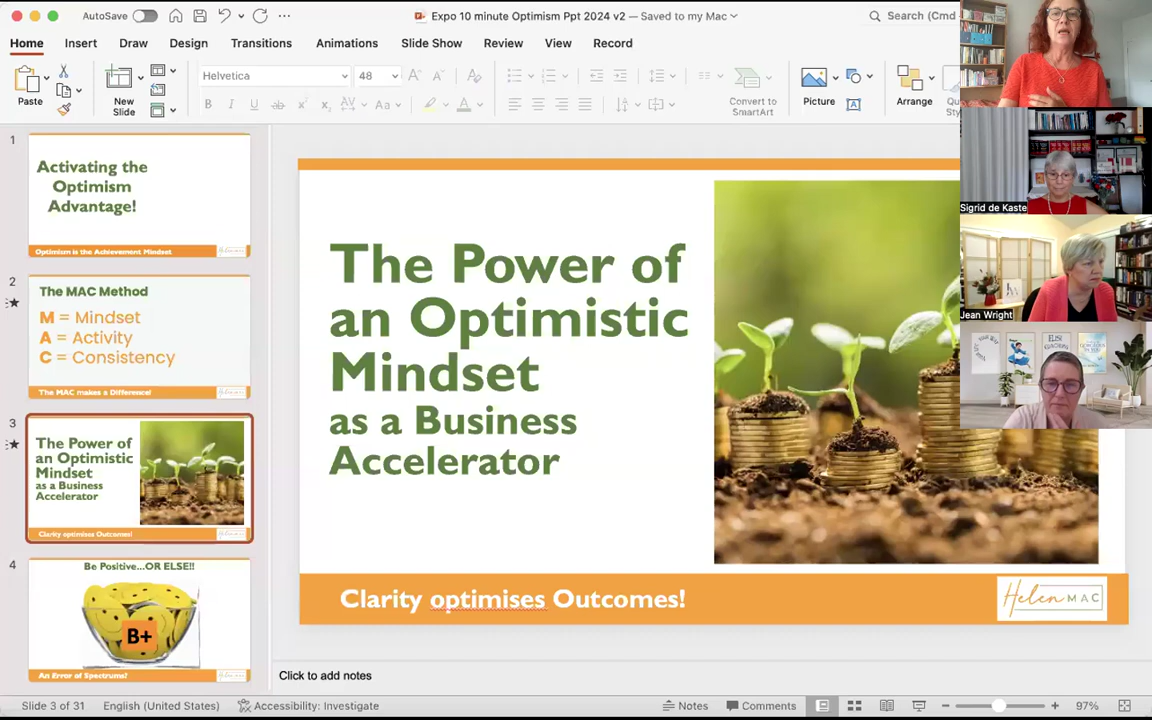 AutoSave
Expo 10 minute Optimism Ppt 2024 v2 — Saved to my Mac
Search (Cmd
Home
Insert
Draw
Design
Transitions
Animations
Slide Show
Review
View
Record
Paste
New
Slide
Helvetica
48
B I U ab
Aa
A
Convert to
SmartArt
Picture
Arrange
1
Activating the
Optimism
Advantage!
Optimism is the Achievement Mindset
2
The MAC Method
M = Mindset
A = Activity
C = Consistency
The MAC makes a Difference!
3
The Power of
an Optimistic
Mindset
as a Business
Accelerator
Clarity optimises Outcomes!
4
Be Positive...OR ELSE!!
B+
An Error of Spectrums?
The Power of
an Optimistic
Mindset
as a Business
Accelerator
Clarity optimises Outcomes!
Helen MAC
Sigrid de Kaste
Jean Wright
Click to add notes
Slide 3 of 31
English (United States)
Accessibility: Investigate
Notes
Comments
97%